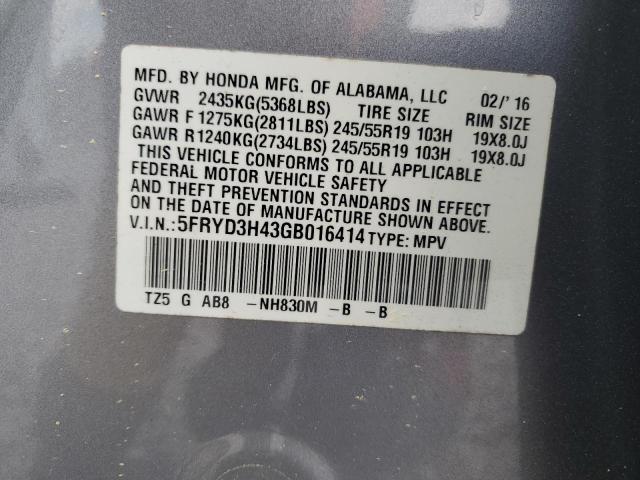 MFD. BY HONDA MFG. OF ALABAMA, LLC 02/'16
GVWR 2435KG(5368LBS) TIRE SIZE RIM SIZE
GAWR F1275KG(2811LBS) 245/55R19 103H 19X8.0J
GAWR R1240KG(2734LBS) 245/55R19 103H 19X8.0J
THIS VEHICLE CONFORMS TO ALL APPLICABLE
FEDERAL MOTOR VEHICLE SAFETY
AND THEFT PREVENTION STANDARDS IN EFFECT
ON THE DATE OF MANUFACTURE SHOWN ABOVE.
V.I.N.:5FRYD3H43GB016414 TYPE: MPV
TZ5 G AB8 -NH830M -B -B